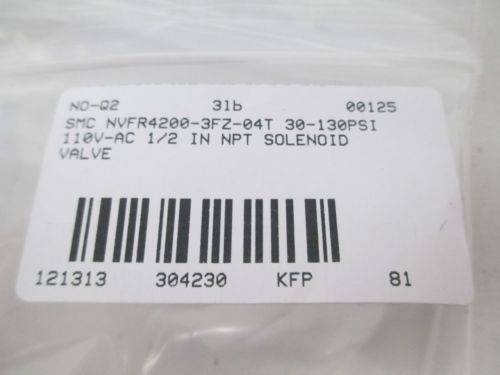 NO-Q2 3lb 00125
SMC NVFR4200-3FZ-04T 30-130PSI
110V-AC 1/2 IN NPT SOLENOID
VALVE
121313 304230 KFP 81